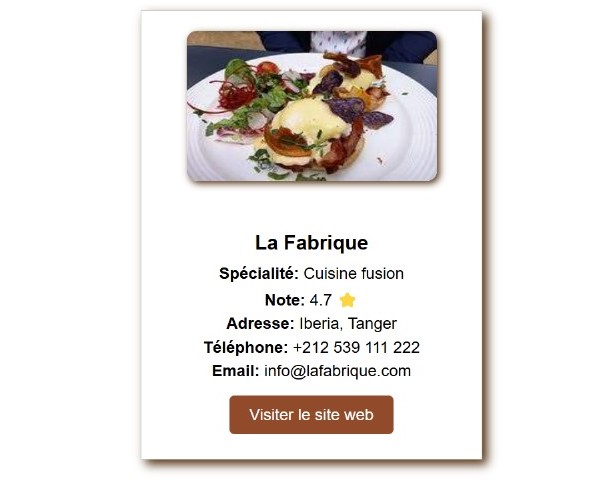 La Fabrique
Spécialité: Cuisine fusion
Note: 4.7 ⭐
Adresse: Iberia, Tanger
Téléphone: +212 539 111 222
Email: info@lafabrique.com
Visiter le site web